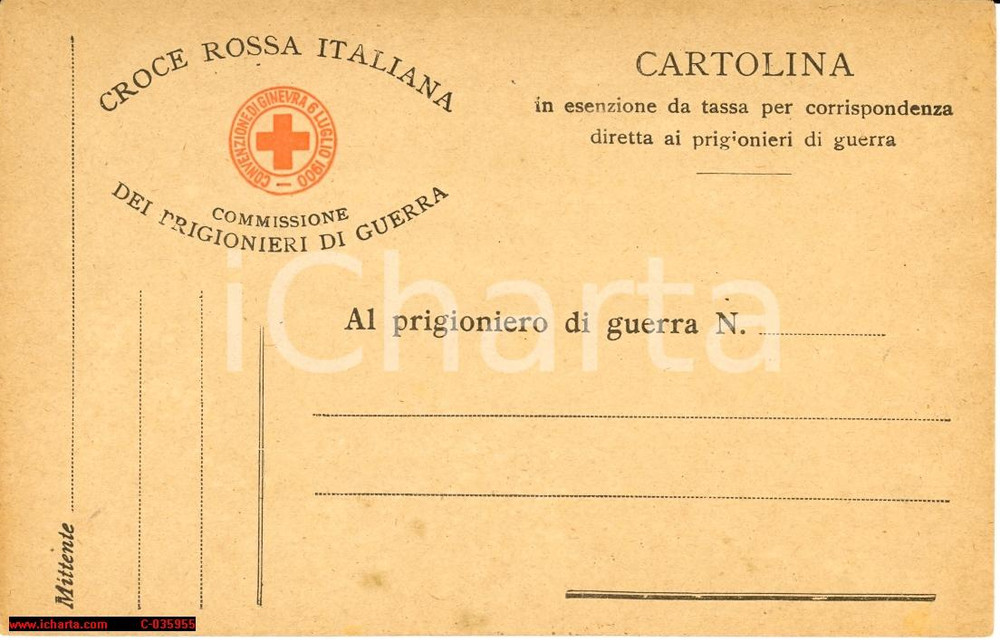 CROCE ROSSA ITALIANA
CONVENZIONE DI GINEVRA 6 LUGLIO 1900
COMMISSIONE
DEI PRIGIONIERI DI GUERRA
CARTOLINA
in esenzione da tassa per corrispondenza
diretta ai prigionieri di guerra
Al prigioniero di guerra N.
Mittente
iCharta
www.icharta.com C-035955